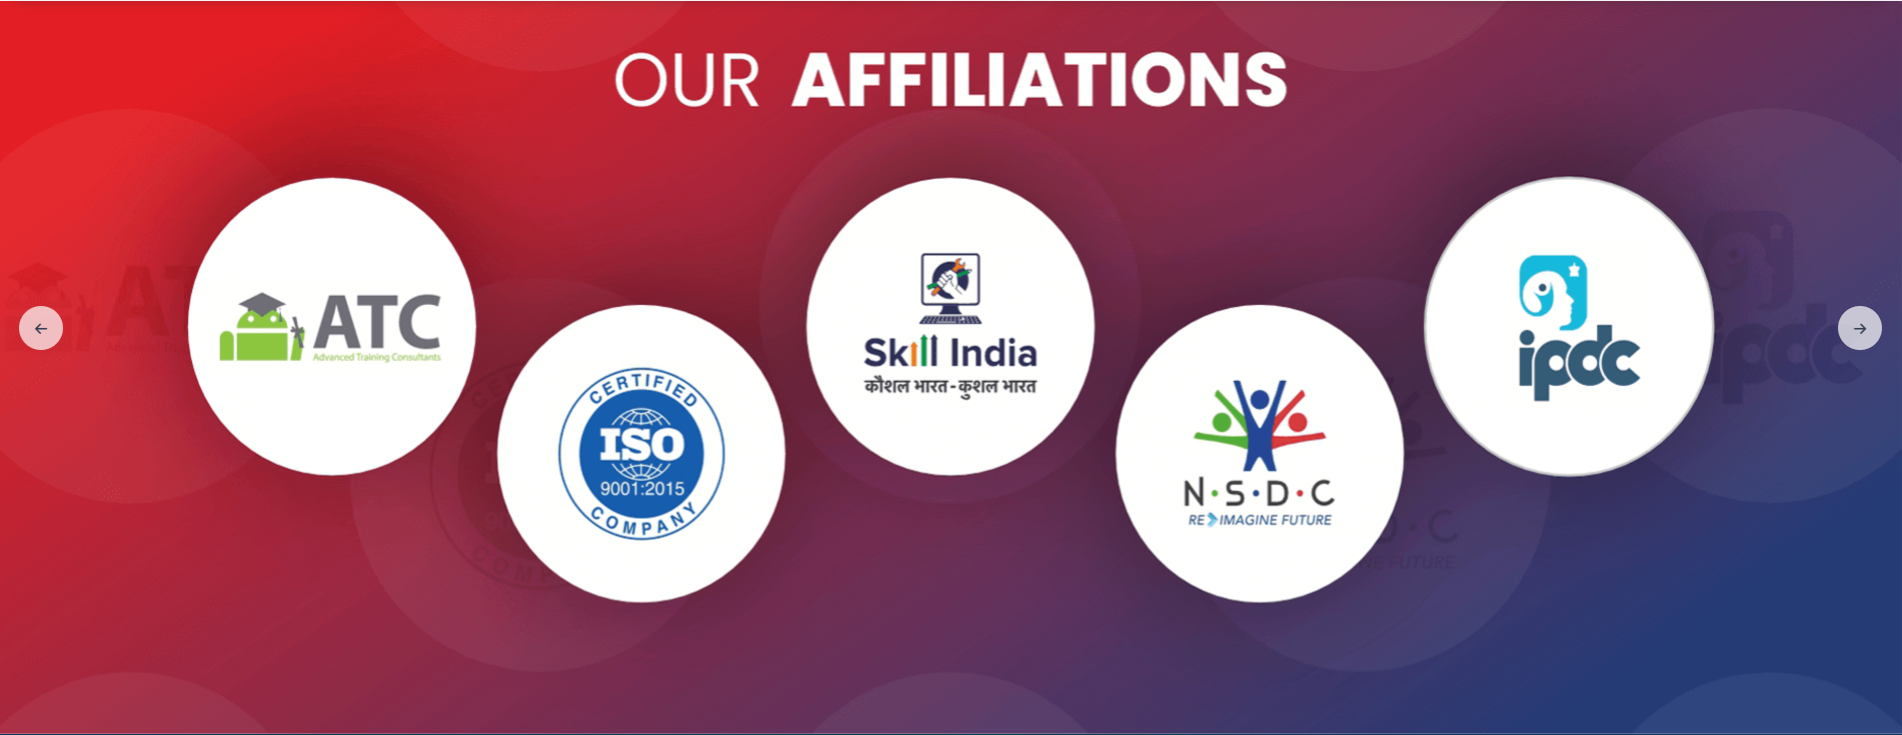 OUR AFFILIATIONS
ATC
Advanced Training Consultants
CERTIFIED
ISO
9001:2015
COMPANY
Skill India
कौशल भारत - कुशल भारत
N·S·D·C
RE IMAGINE FUTURE
ipdc